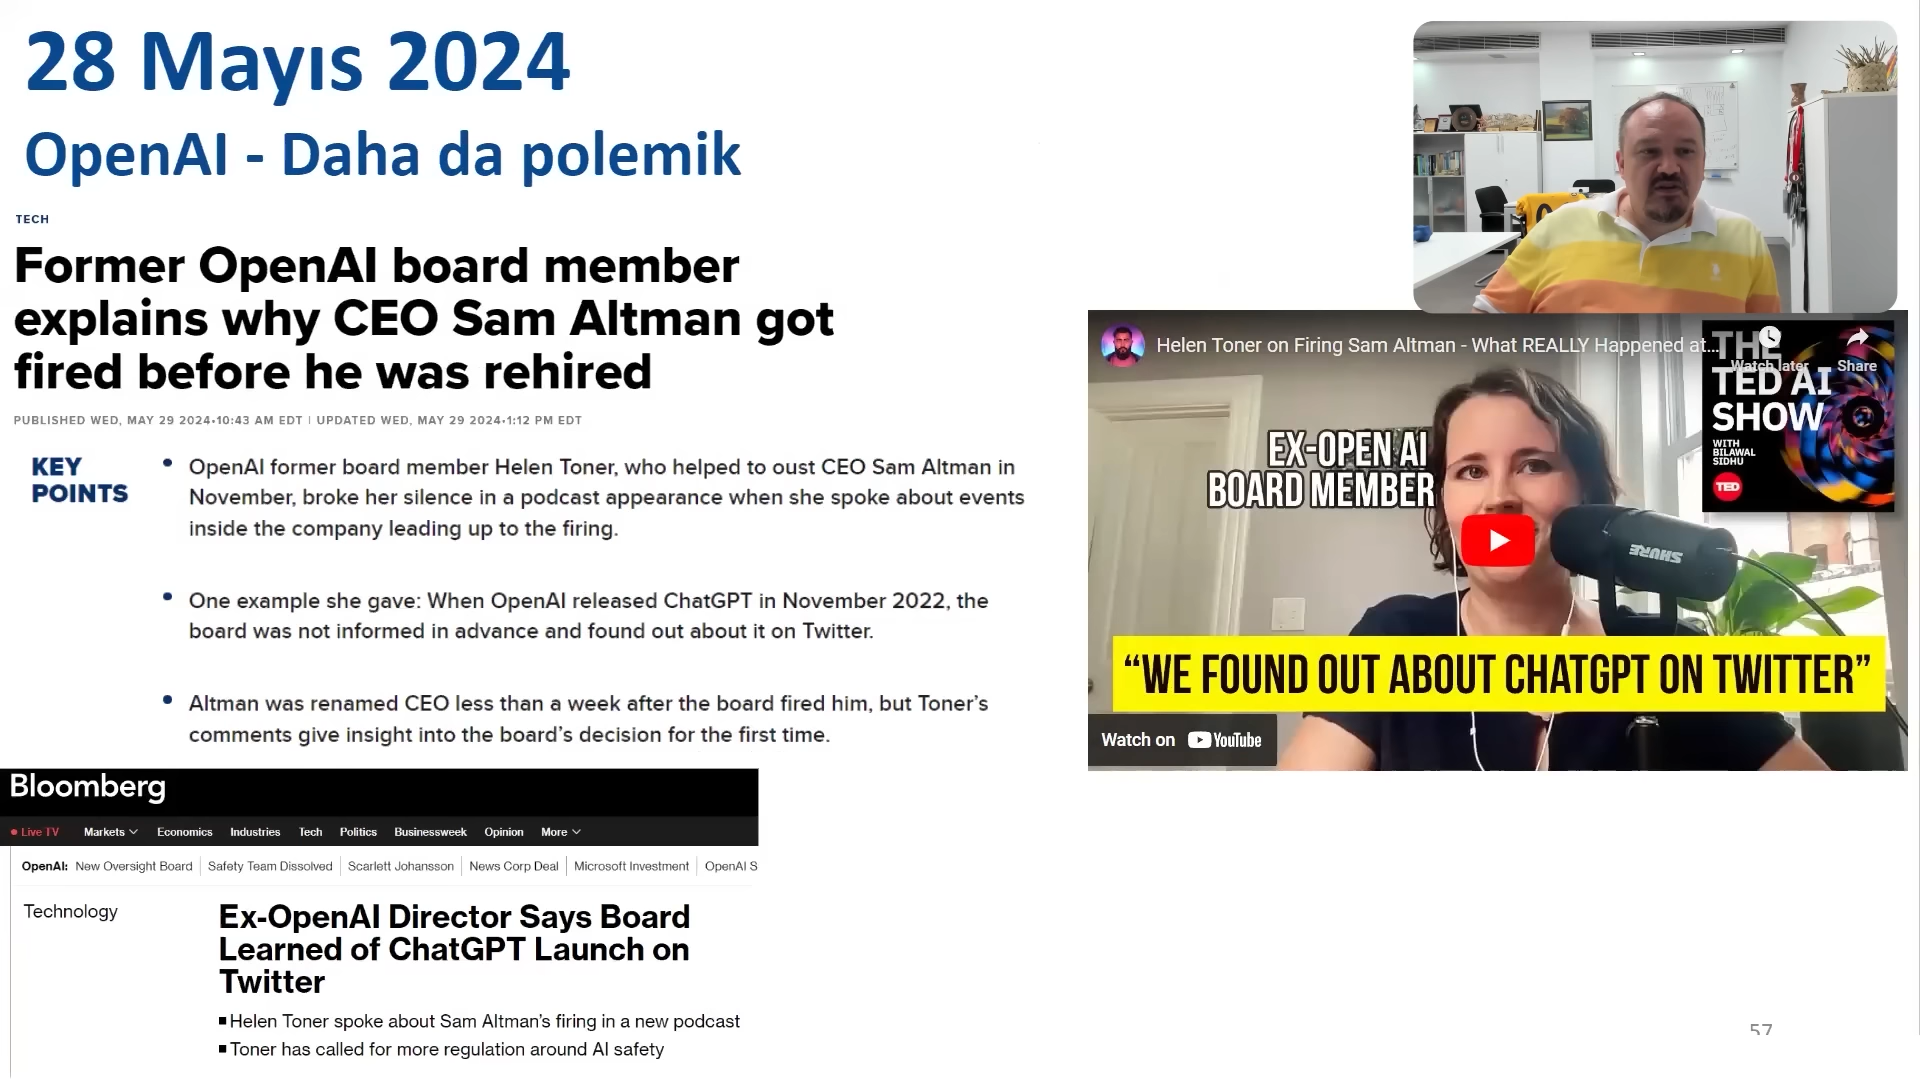 28 Mayıs 2024
OpenAI - Daha da polemik
TECH
Former OpenAI board member
explains why CEO Sam Altman got
fired before he was rehired
PUBLISHED WED, MAY 29 2024•10:43 AM EDT | UPDATED WED, MAY 29 2024•1:12 PM EDT
KEY
POINTS
• OpenAI former board member Helen Toner, who helped to oust CEO Sam Altman in
November, broke her silence in a podcast appearance when she spoke about events
inside the company leading up to the firing.
• One example she gave: When OpenAI released ChatGPT in November 2022, the
board was not informed in advance and found out about it on Twitter.
• Altman was renamed CEO less than a week after the board fired him, but Toner’s
comments give insight into the board’s decision for the first time.
Helen Toner on Firing Sam Altman - What REALLY Happened at...
Watch later
Share
THE
TED AI
SHOW
WITH
BILAWAL
SIDHU
TED
EX-OPEN AI
BOARD MEMBER
SHURE
“WE FOUND OUT ABOUT CHATGPT ON TWITTER”
Watch on YouTube
Bloomberg
• Live TV Markets Economics Industries Tech Politics Businessweek Opinion More
OpenAI: New Oversight Board | Safety Team Dissolved | Scarlett Johansson | News Corp Deal | Microsoft Investment | OpenAI S
Technology
Ex-OpenAI Director Says Board
Learned of ChatGPT Launch on
Twitter
■ Helen Toner spoke about Sam Altman’s firing in a new podcast
■ Toner has called for more regulation around AI safety
57